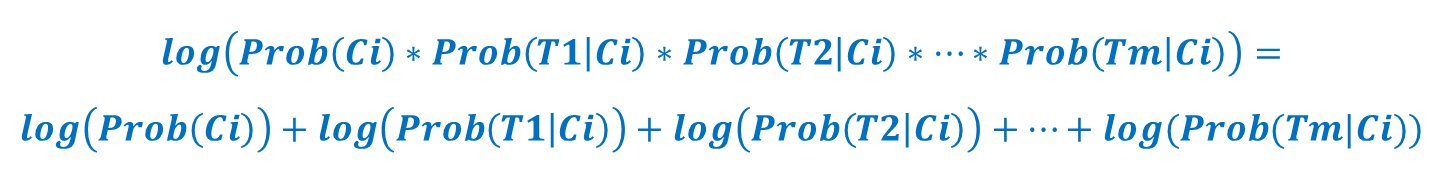 log(Prob(Ci) * Prob(T1|Ci) * Prob(T2|Ci) * ⋯ * Prob(Tm|Ci)) =
log(Prob(Ci)) + log(Prob(T1|Ci)) + log(Prob(T2|Ci)) + ⋯ + log(Prob(Tm|Ci))